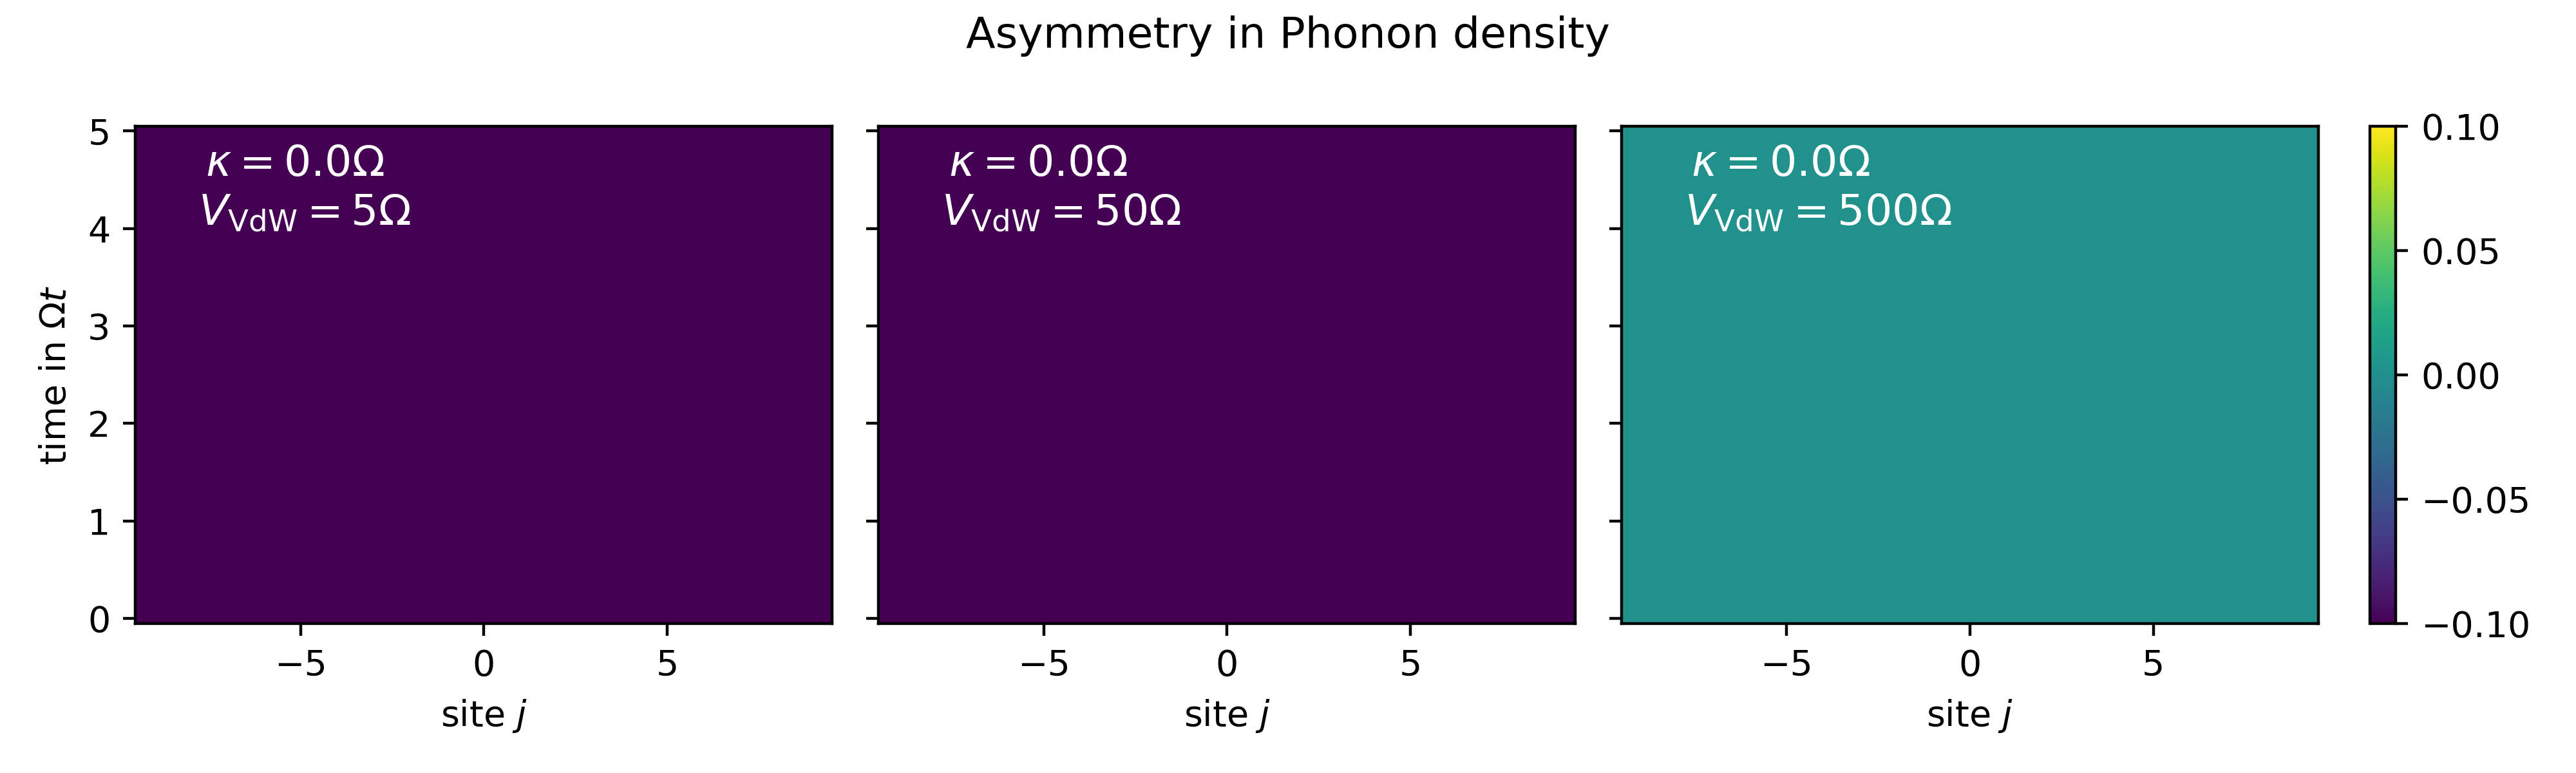 Asymmetry in Phonon density
κ = 0.0Ω
V_VdW = 5Ω
κ = 0.0Ω
V_VdW = 50Ω
κ = 0.0Ω
V_VdW = 500Ω
time in Ωt
5
4
3
2
1
0
−5 0 5
−5 0 5
−5 0 5
site j
site j
site j
0.10
0.05
0.00
−0.05
−0.10